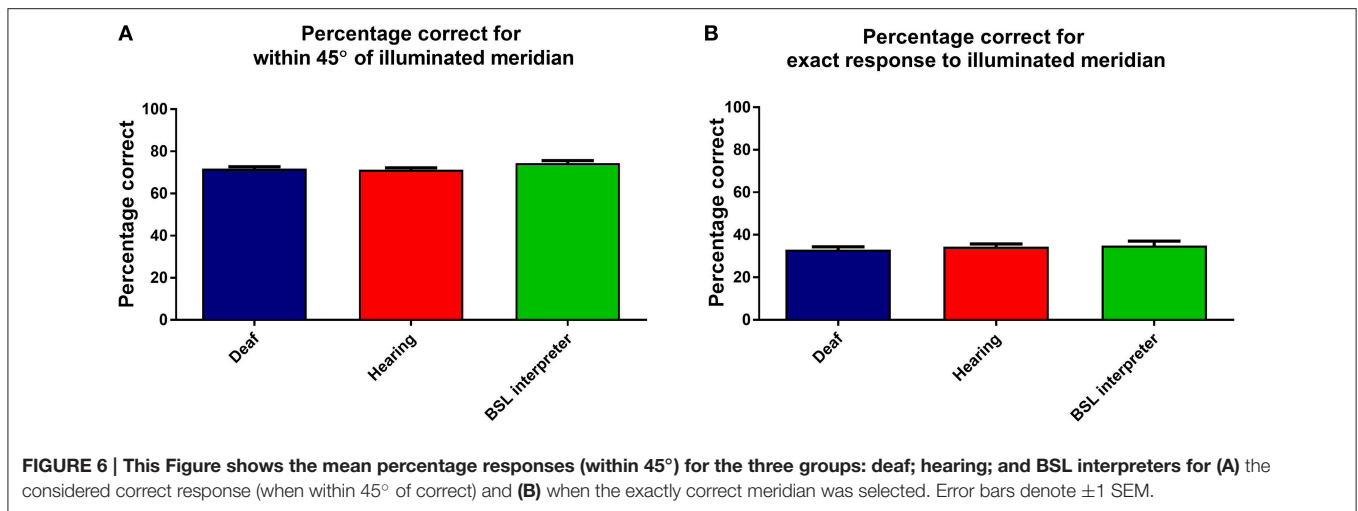 A
Percentage correct for
within 45° of illuminated meridian
Percentage correct
100
80
60
40
20
0
Deaf
Hearing
BSL interpreter
B
Percentage correct for
exact response to illuminated meridian
Percentage correct
100
80
60
40
20
0
Deaf
Hearing
BSL interpreter
FIGURE 6 | This Figure shows the mean percentage responses (within 45°) for the three groups: deaf; hearing; and BSL interpreters for (A) the
considered correct response (when within 45° of correct) and (B) when the exactly correct meridian was selected. Error bars denote ±1 SEM.